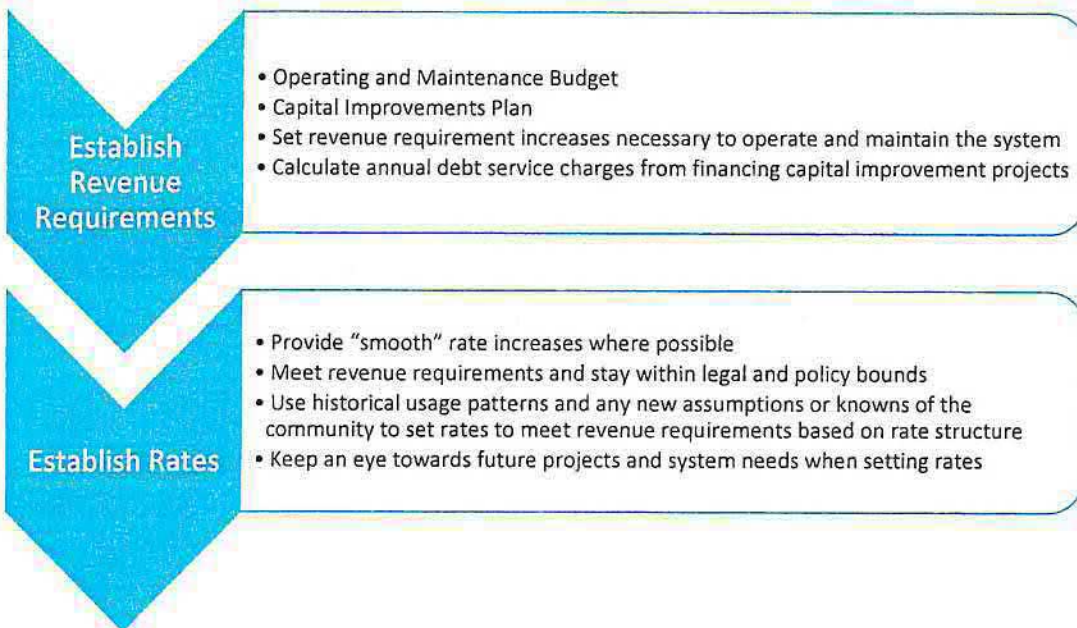 Establish
Revenue
Requirements
• Operating and Maintenance Budget
• Capital Improvements Plan
• Set revenue requirement increases necessary to operate and maintain the system
• Calculate annual debt service charges from financing capital improvement projects
Establish Rates
• Provide “smooth” rate increases where possible
• Meet revenue requirements and stay within legal and policy bounds
• Use historical usage patterns and any new assumptions or knowns of the
community to set rates to meet revenue requirements based on rate structure
• Keep an eye towards future projects and system needs when setting rates